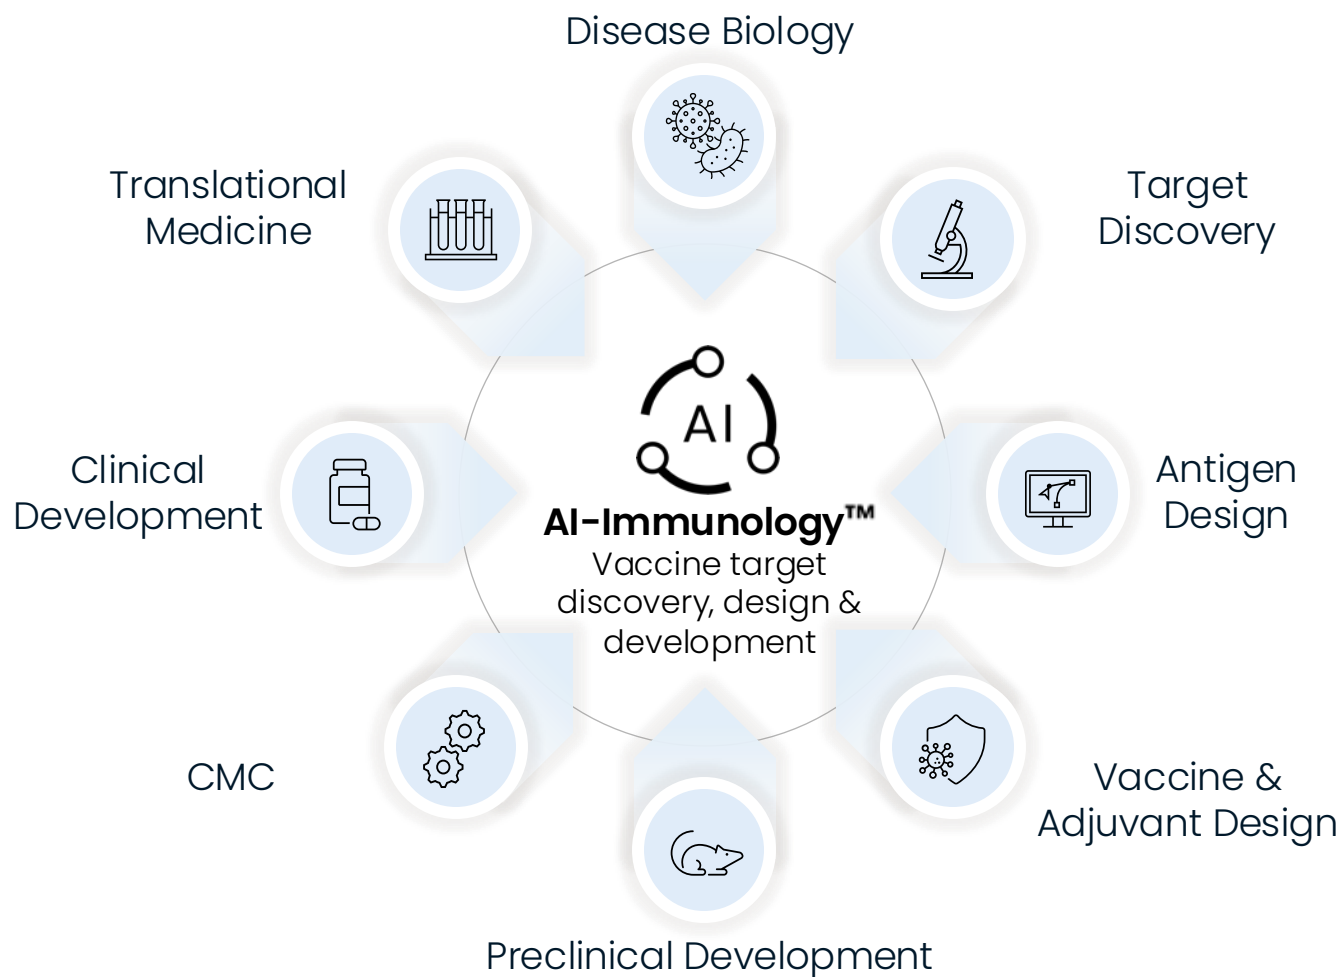 Disease Biology
Translational
Medicine
Target
Discovery
AI
AI-Immunology™
Vaccine target
discovery, design &
development
Clinical
Development
Antigen
Design
CMC
Vaccine &
Adjuvant Design
Preclinical Development